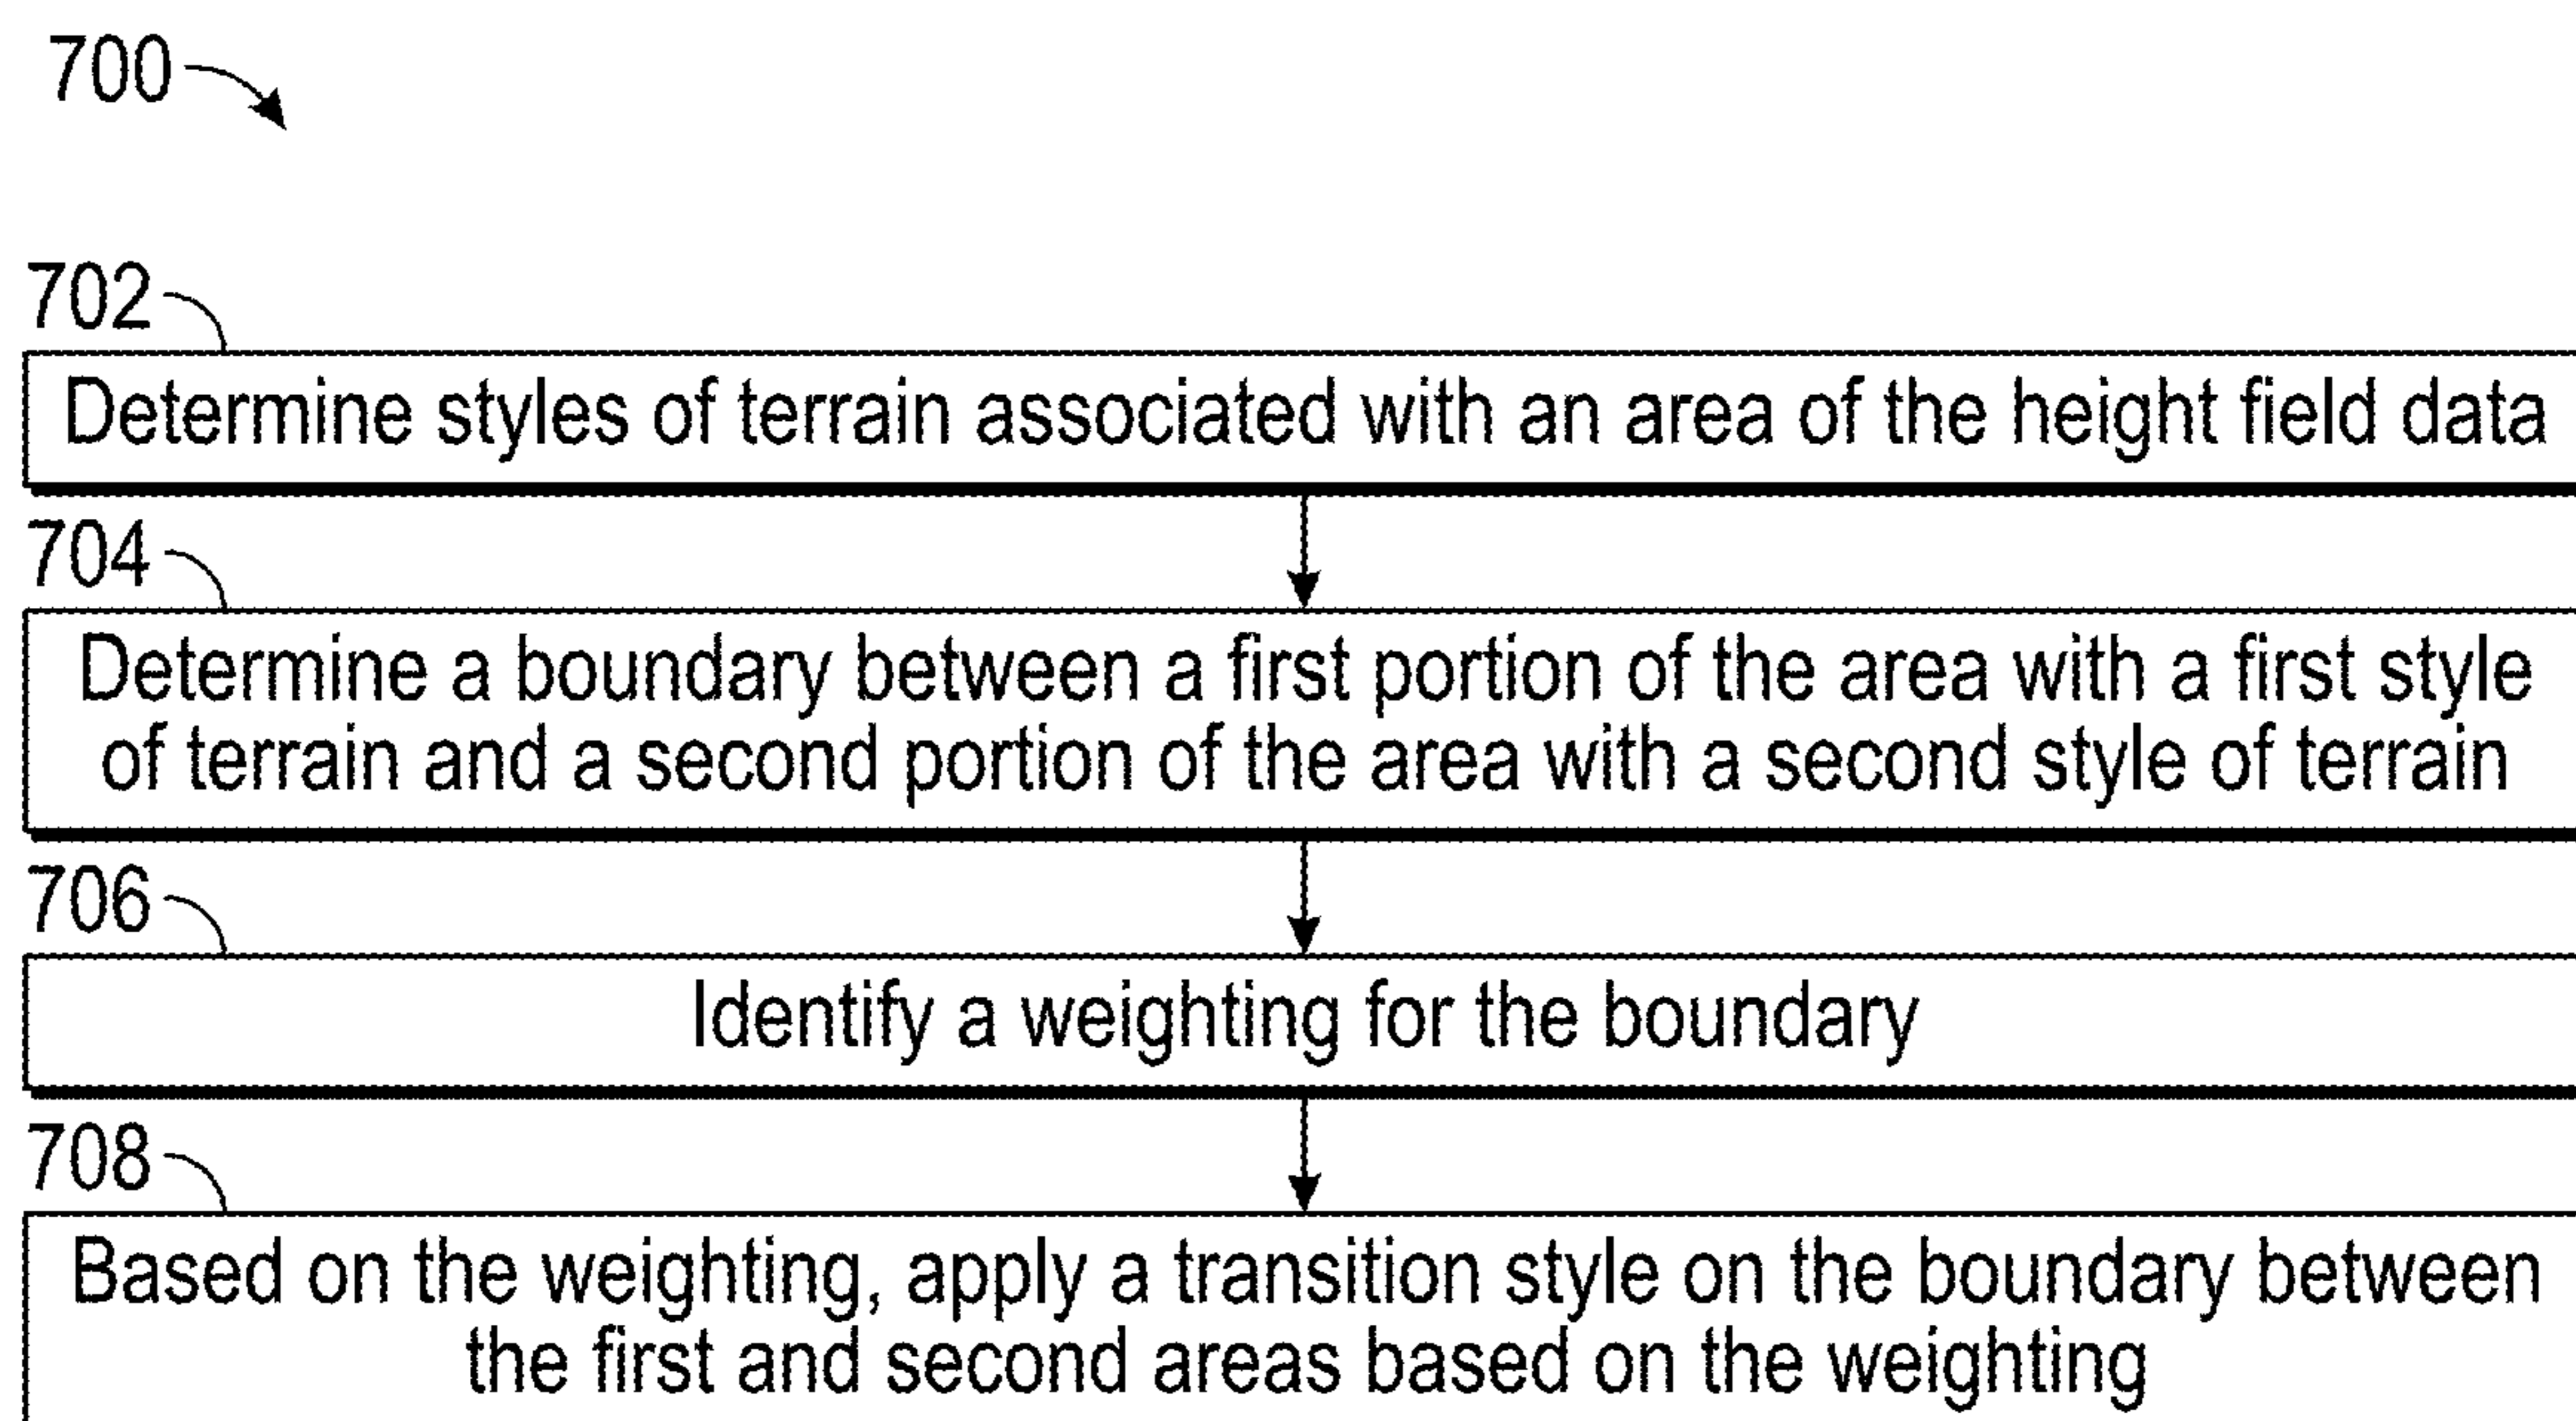 700
702
Determine styles of terrain associated with an area of the height field data
704
Determine a boundary between a first portion of the area with a first style
of terrain and a second portion of the area with a second style of terrain
706
Identify a weighting for the boundary
708
Based on the weighting, apply a transition style on the boundary between
the first and second areas based on the weighting